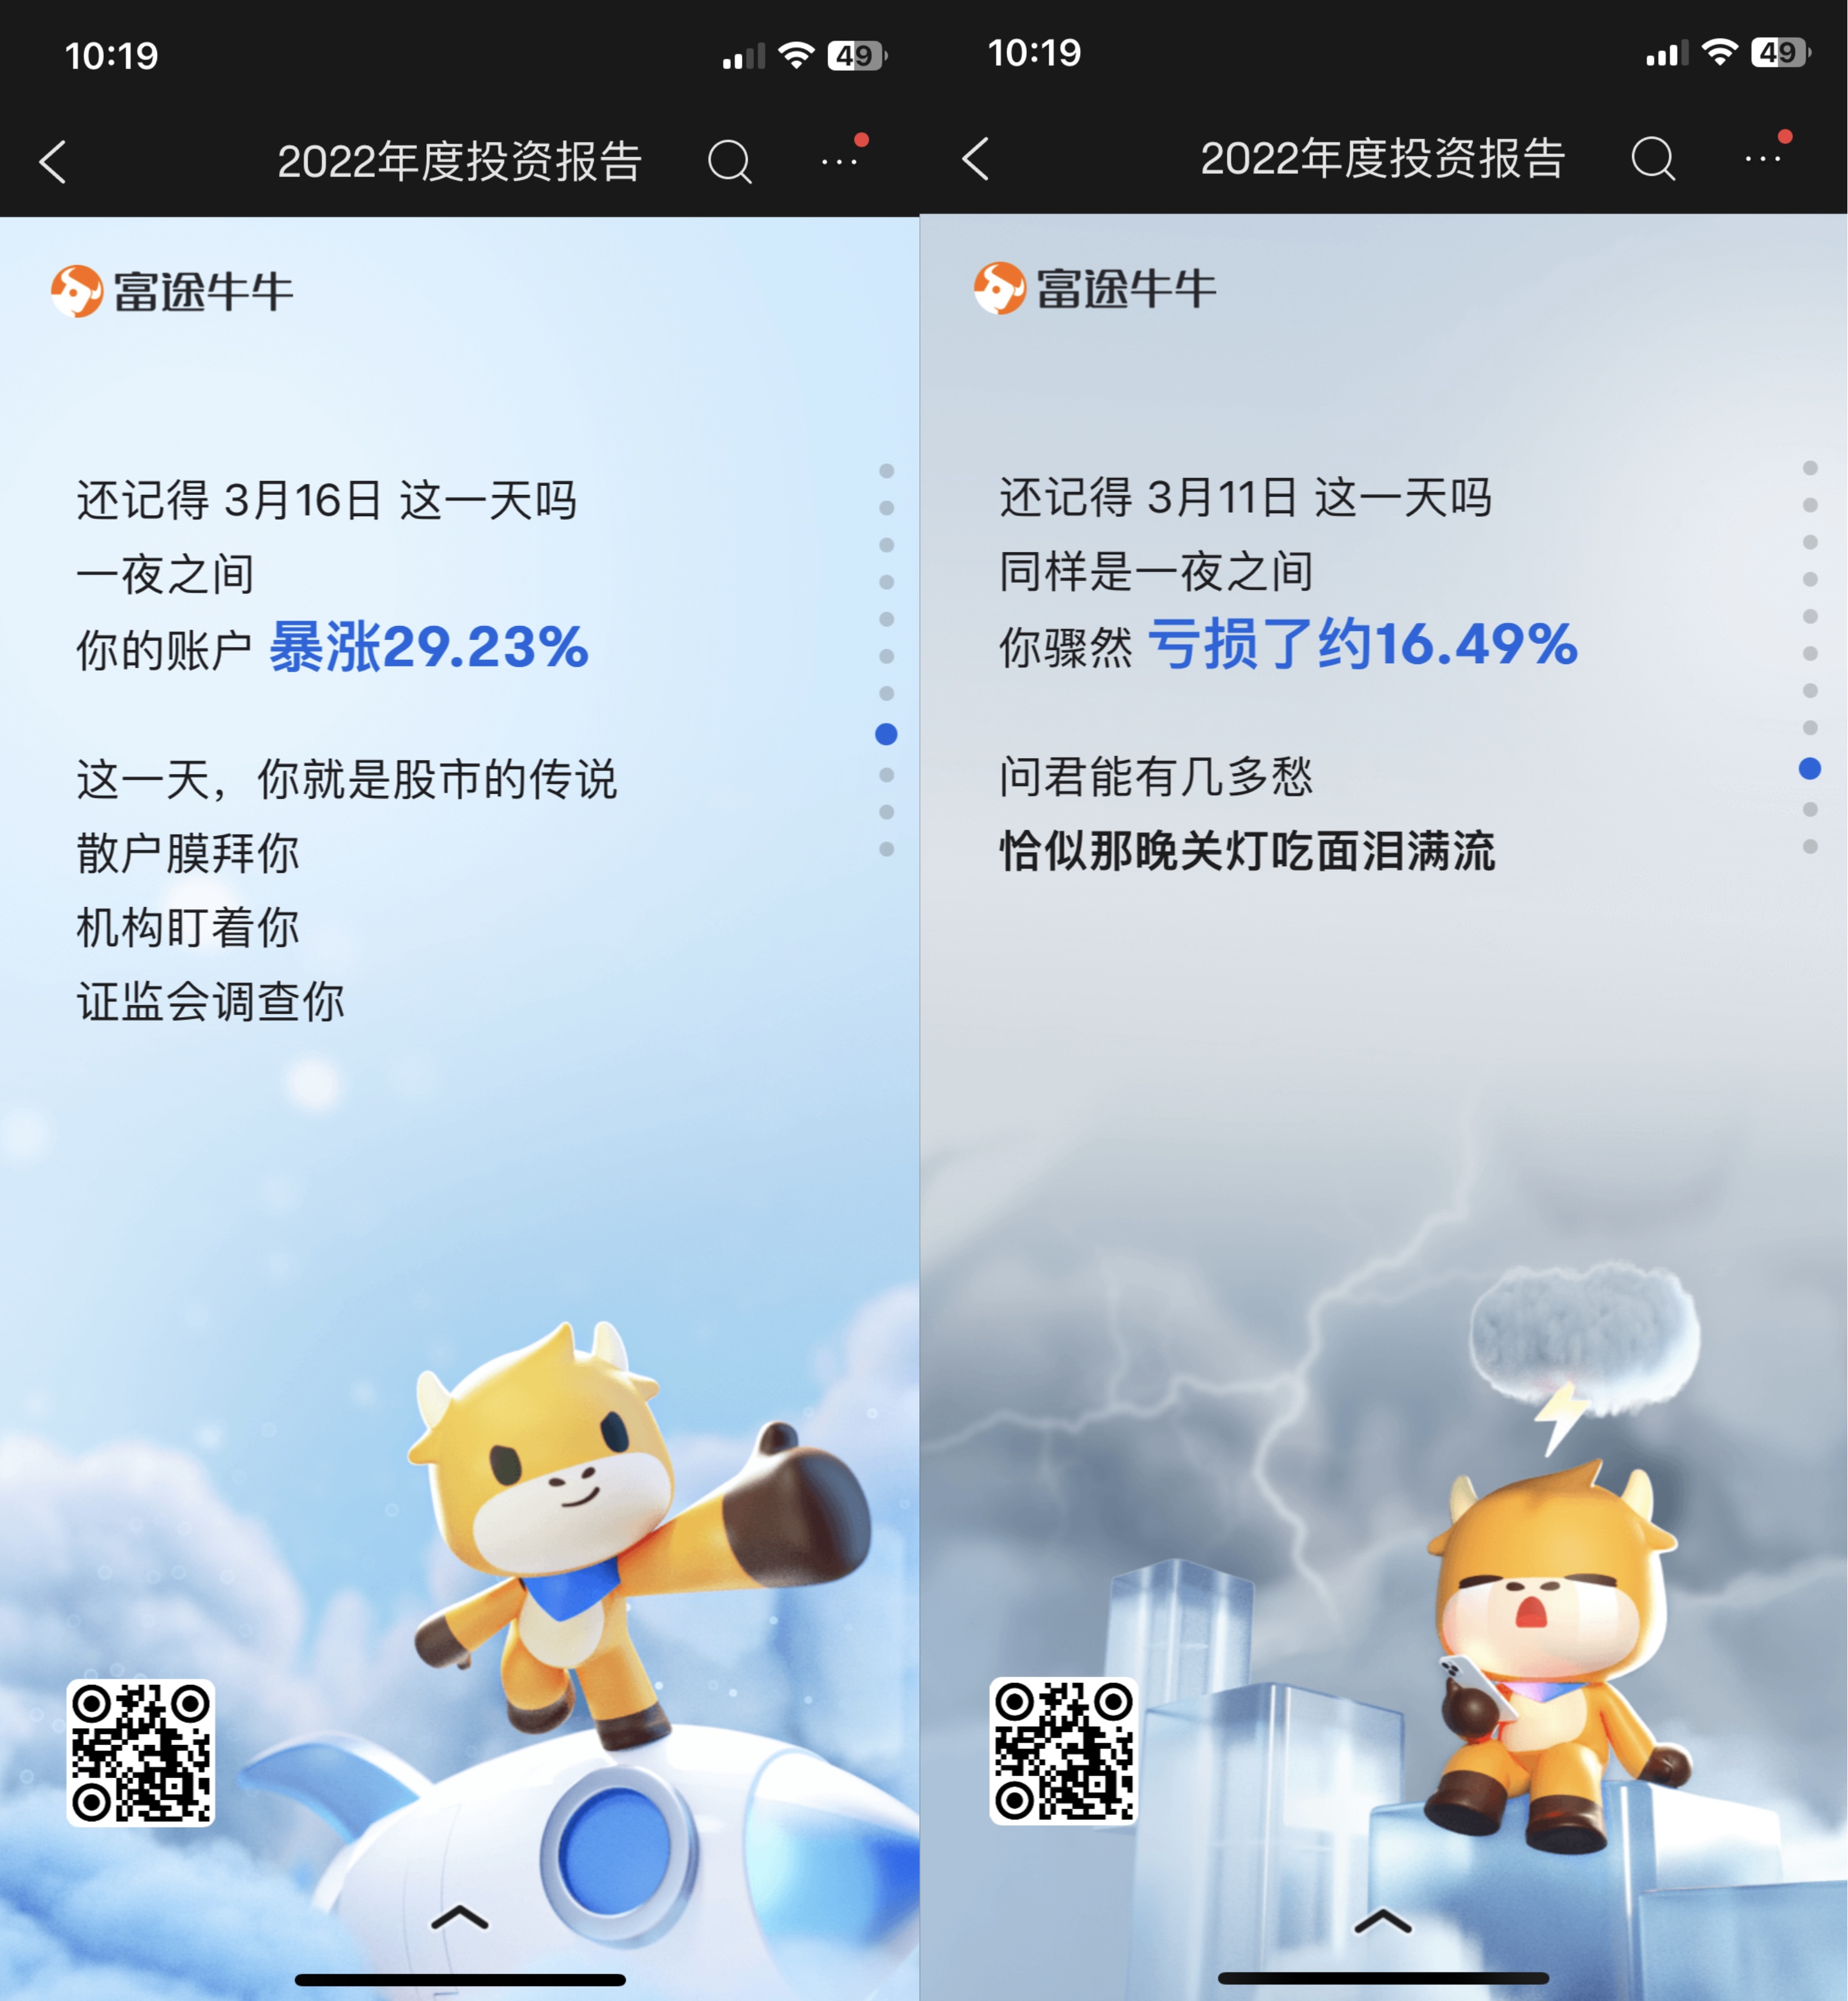 10:19
49
2022年度投资报告
富途牛牛
还记得 3月16日 这一天吗
一夜之间
你的账户 暴涨29.23%
这一天，你就是股市的传说
散户膜拜你
机构盯着你
证监会调查你
10:19
49
2022年度投资报告
富途牛牛
还记得 3月11日 这一天吗
同样是一夜之间
你骤然 亏损了约16.49%
问君能有几多愁
恰似那晚关灯吃面泪满流